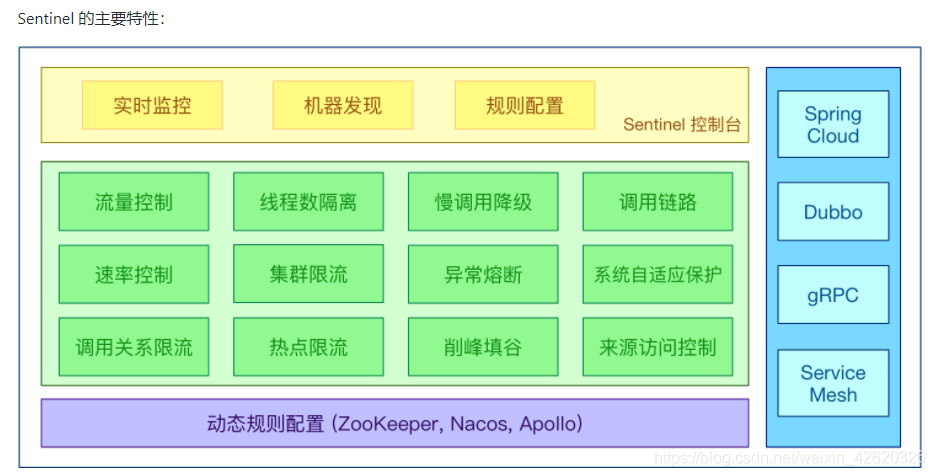 Sentinel 的主要特性：
实时监控
机器发现
规则配置
Sentinel 控制台
流量控制
线程数隔离
慢调用降级
调用链路
速率控制
集群限流
异常熔断
系统自适应保护
调用关系限流
热点限流
削峰填谷
来源访问控制
动态规则配置 (ZooKeeper, Nacos, Apollo)
Spring
Cloud
Dubbo
gRPC
Service
Mesh
https://blog.csdn.net/weixin_42620326